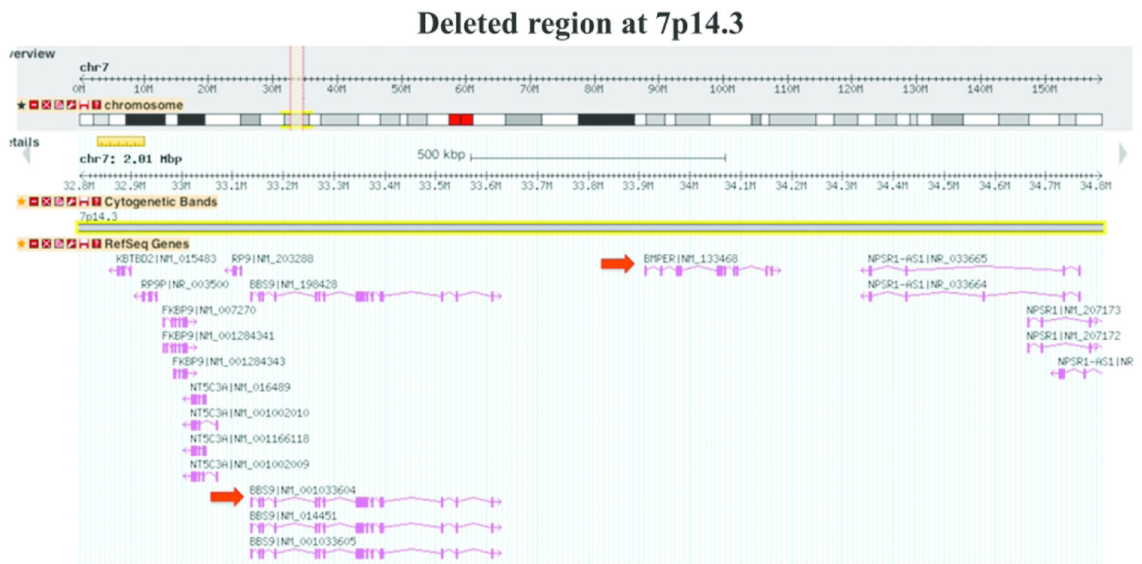 Deleted region at 7p14.3
verview
chr7
0M 10M 20M 30M 40M 50M 60M 70M 80M 90M 100M 110M 120M 130M 140M 150M
chromosome
etails
chr7: 2.01 Mbp 500 kbp
32.8M 32.9M 33M 33.1M 33.2M 33.3M 33.4M 33.5M 33.6M 33.7M 33.8M 33.9M 34M 34.1M 34.2M 34.3M 34.4M 34.5M 34.6M 34.7M 34.8M
Cytogenetic Bands
7p14.3
RefSeq Genes
KBTBD2|NM_015483 RP9|NM_203288 BMPER|NM_133468 NPSR1-AS1|NR_033665
RP9P|NR_003500 BBS9|NM_198428 NPSR1-AS1|NR_033664
FKBP9|NM_007270 NPSR1|NM_207173
FKBP9|NM_001284341 NPSR1|NM_207172
FKBP9|NM_001284343 NPSR1-AS1|NR
NT5C3A|NM_016489
NT5C3A|NM_001002010
NT5C3A|NM_001166118
NT5C3A|NM_001002009
BBS9|NM_001033604
BBS9|NM_014451
BBS9|NM_001033605